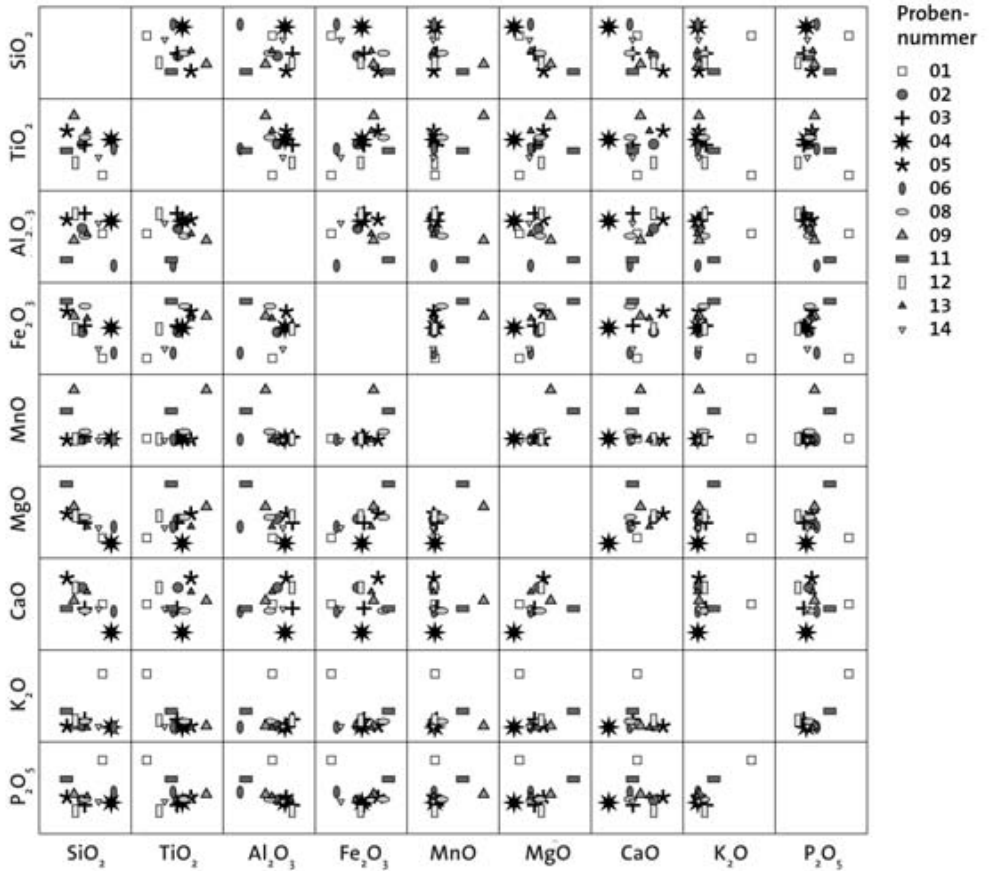 Proben-
nummer
01
02
03
04
05
06
08
09
11
12
13
14
SiO₂
TiO₂
Al₂O₃
Fe₂O₃
MnO
MgO
CaO
K₂O
P₂O₅
SiO₂ TiO₂ Al₂O₃ Fe₂O₃ MnO MgO CaO K₂O P₂O₅